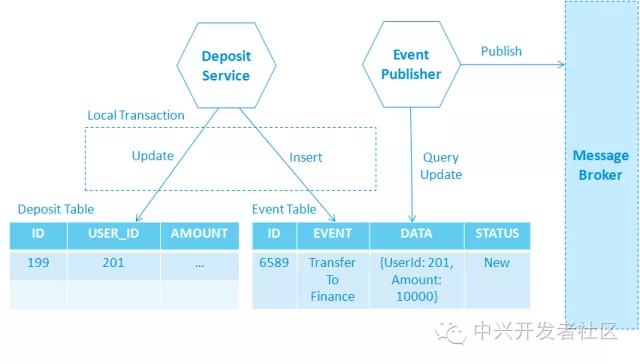 Deposit
Service
Event
Publisher
Publish
Local Transaction
Update
Insert
Query
Update
Message
Broker
Deposit Table
Event Table
ID USER_ID AMOUNT
199 201 ...
ID EVENT DATA STATUS
6589 Transfer To Finance {UserId: 201, Amount: 10000} New
中兴开发者社区